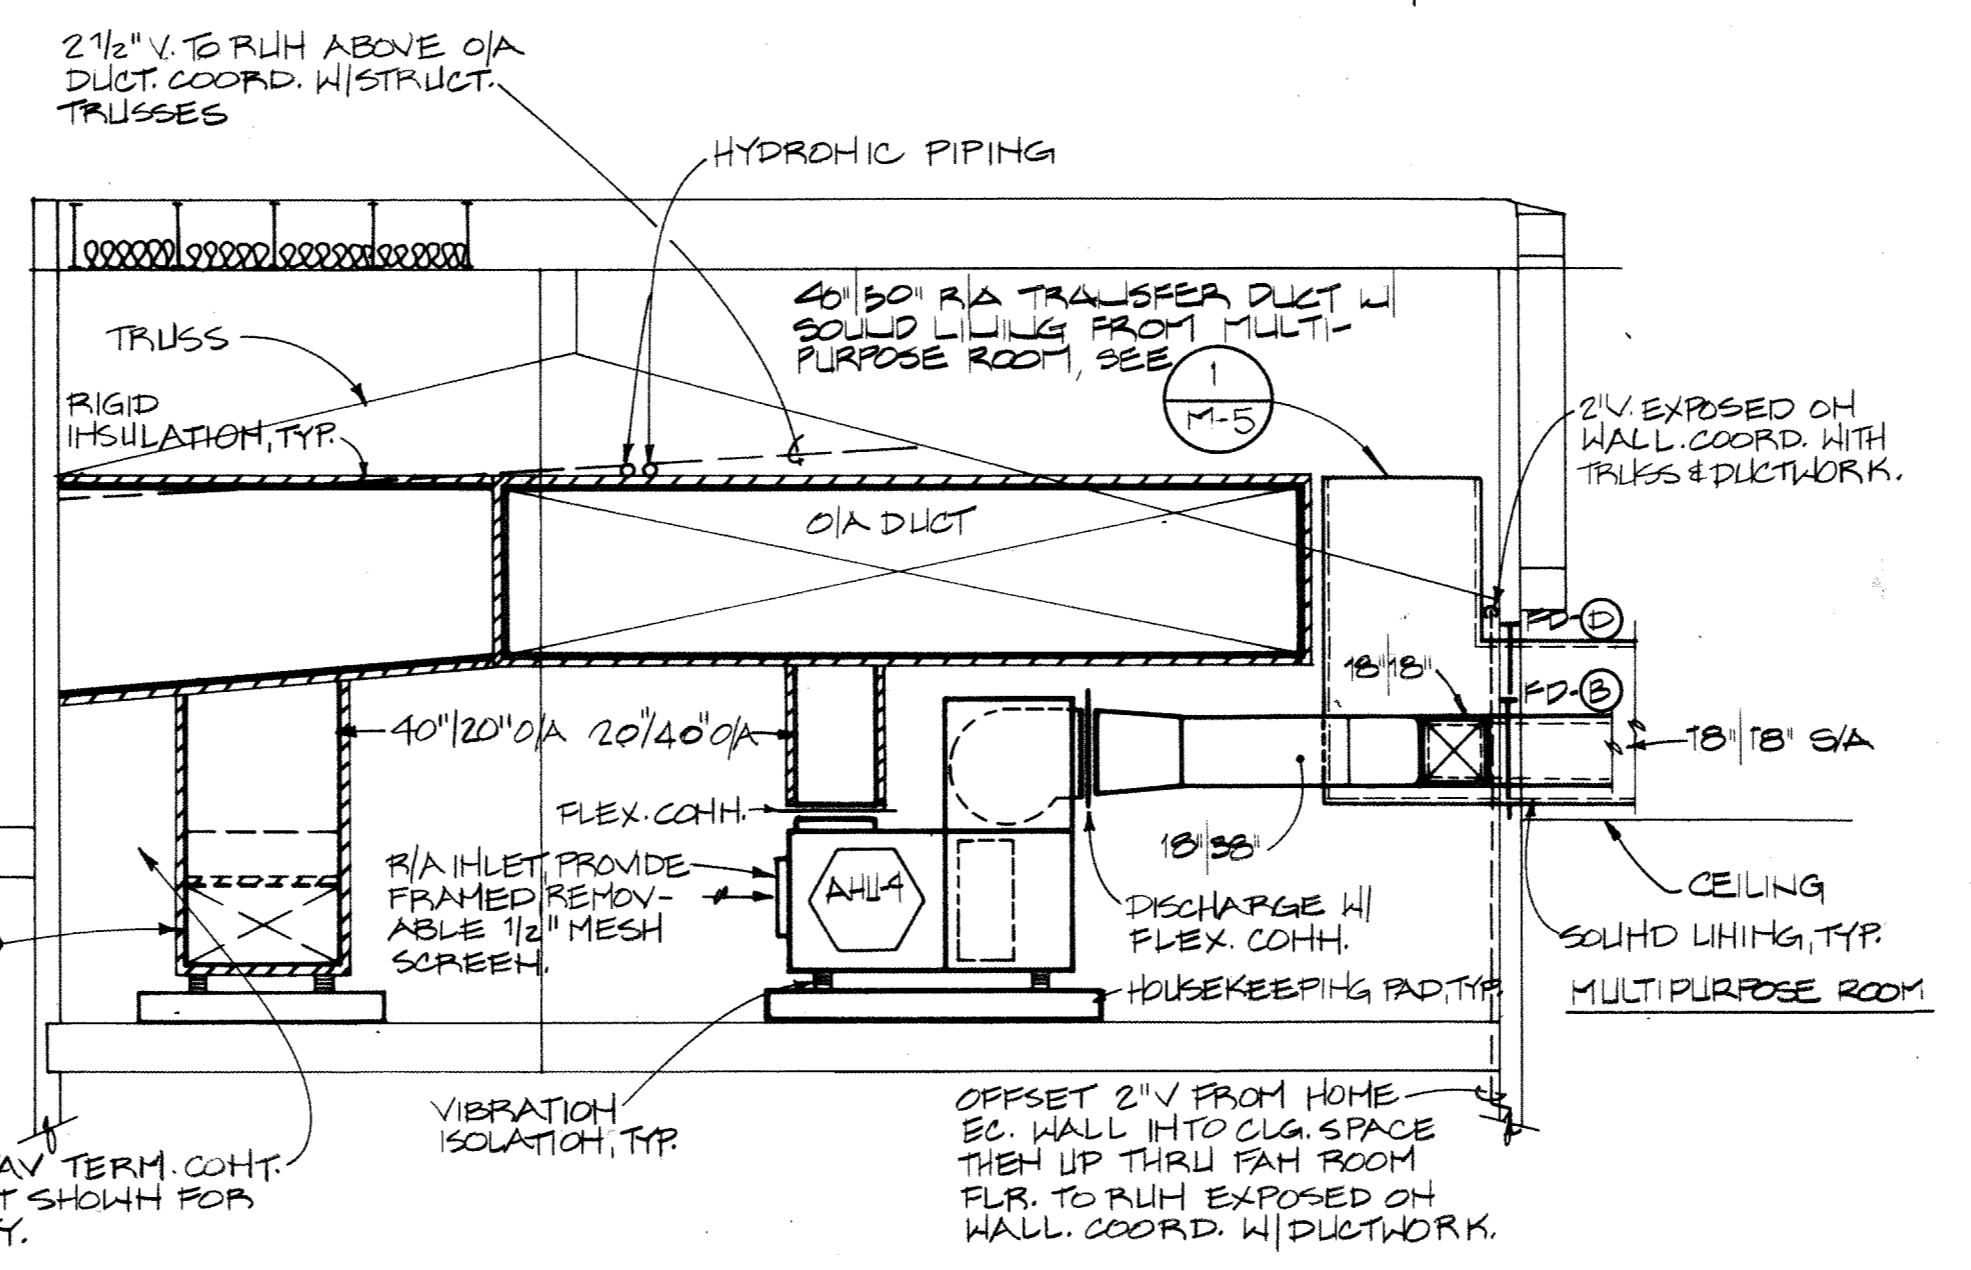 2 1/2" V. TO RUN ABOVE O/A
DUCT. COORD. W/STRUCT.
TRUSSES
HYDRONIC PIPING
40"/50" R/A TRANSFER DUCT W/
SOUND LINING FROM MULTI-
PURPOSE ROOM, SEE
1
M-5
TRUSS
RIGID
INSULATION, TYP.
2"V. EXPOSED ON
WALL. COORD. WITH
TRUSS & DUCTWORK.
O/A DUCT
FD-D
18"/18"
FD-B
40"/20" O/A
20"/40" O/A
18"/18" S/A
FLEX. CONN.
18"/38"
R/A INLET, PROVIDE
FRAMED, REMOV-
ABLE 1/2" MESH
SCREEN.
AHU-4
DISCHARGE W/
FLEX. CONN.
CEILING
SOUND LINING, TYP.
HOUSEKEEPING PAD, TYP.
MULTIPURPOSE ROOM
VIBRATION
ISOLATION, TYP.
OFFSET 2"V FROM HOME
EC. WALL INTO CLG. SPACE
THEN UP THRU FAN ROOM
FLR. TO RUN EXPOSED ON
WALL. COORD. W/DUCTWORK.
AV TERM. CONT.
T SHOWN FOR
Y.